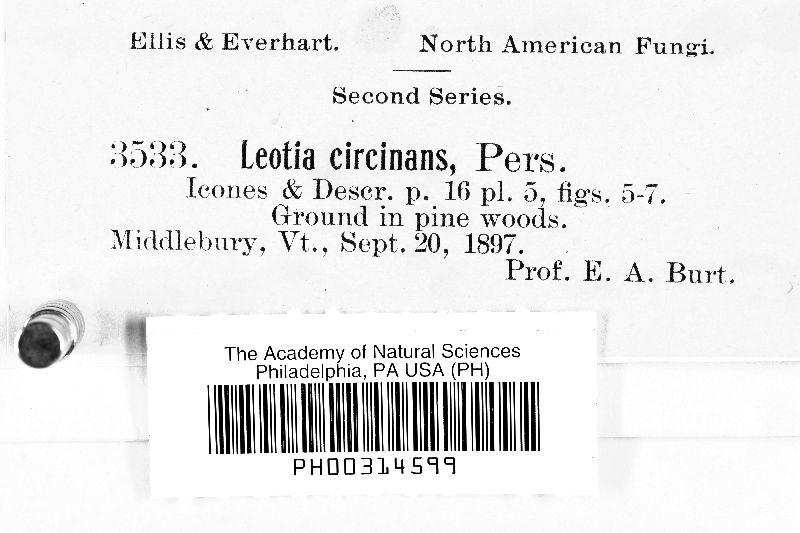 Ellis & Everhart. North American Fungi.
Second Series.
3533. Leotia circinans, Pers.
Icones & Descr. p. 16 pl. 5, figs. 5-7.
Ground in pine woods.
Middlebury, Vt., Sept. 20, 1897.
Prof. E. A. Burt.
The Academy of Natural Sciences
Philadelphia, PA USA (PH)
PH00314599